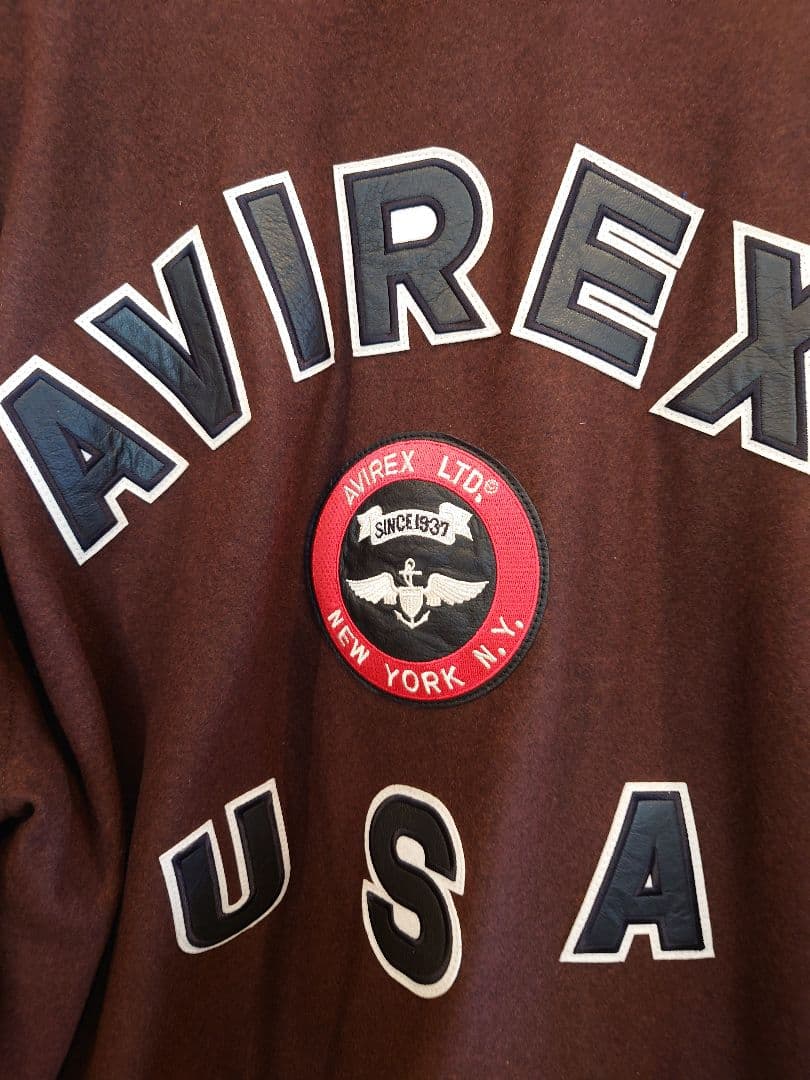 AVIREX
AVIREX LTD.®
SINCE 1937
NEW YORK N.Y.
USA